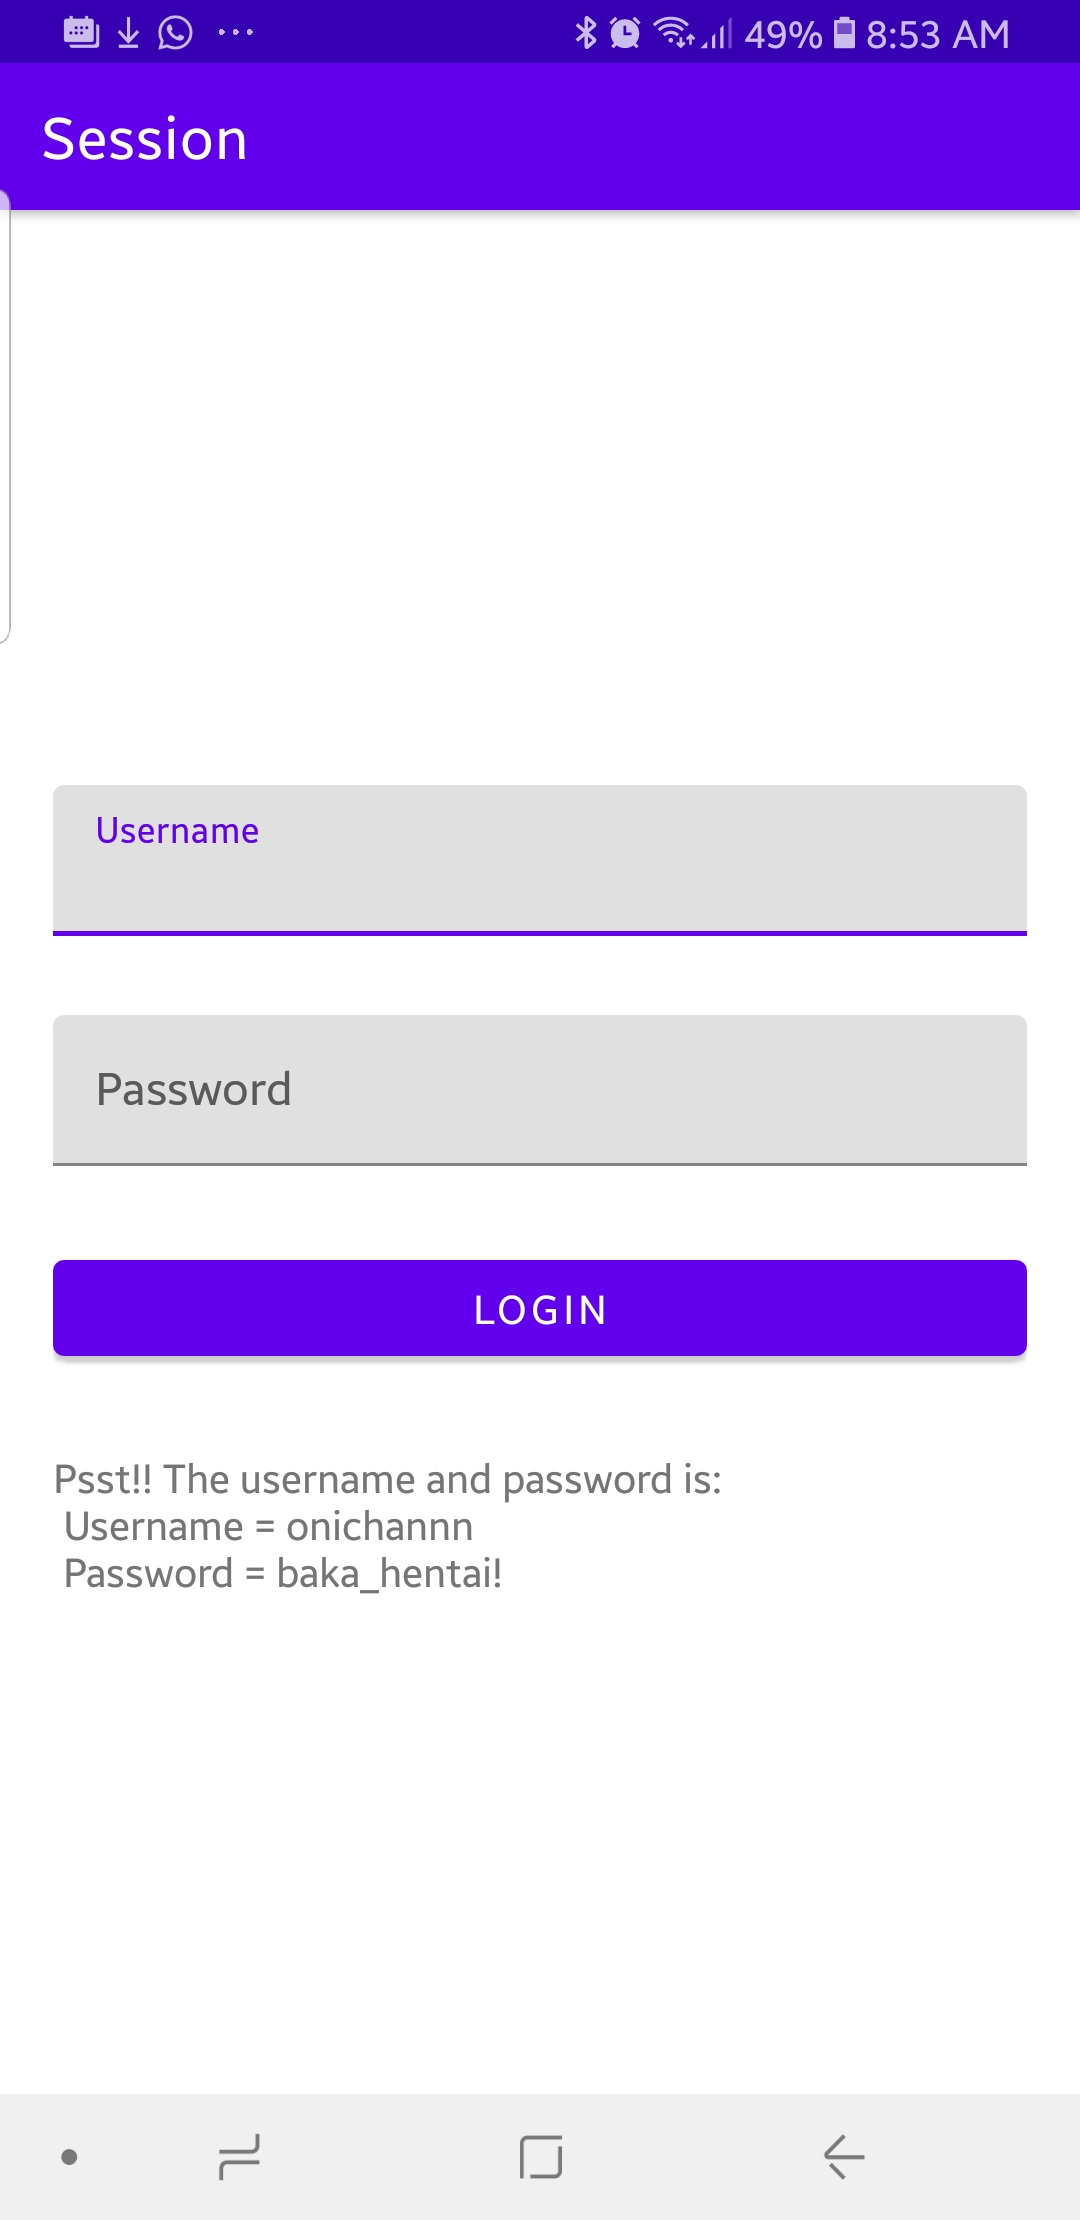 49% 8:53 AM
Session
Username
Password
LOGIN
Psst!! The username and password is:
Username = onichannn
Password = baka_hentai!